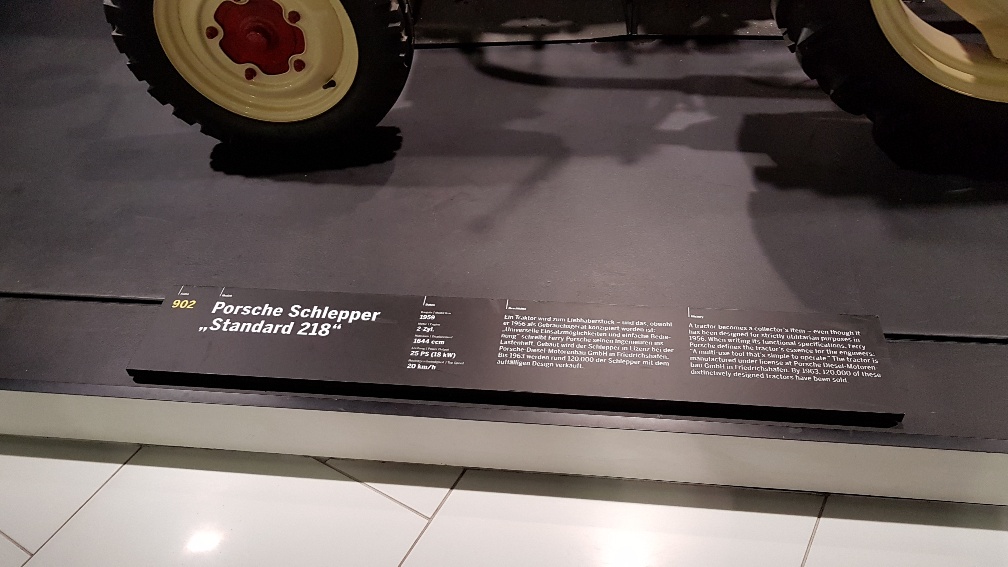 902
Porsche Schlepper
„Standard 218“
1956
2-Zyl.
1644 ccm
25 PS (18 kW)
20 km/h
Ein Traktor wird zum Liebhaberstück – und das, obwohl
er 1956 als Gebrauchsgerät konzipiert worden ist:
„Universelle Einsatzmöglichkeiten und einfache Bedie-
nung“ schreibt Ferry Porsche seinen Ingenieuren ins
Lastenheft. Gebaut wird der Schlepper in Lizenz bei der
Porsche-Diesel Motorenbau GmbH in Friedrichshafen.
Bis 1963 werden rund 120.000 der Schlepper mit dem
auffälligen Design verkauft.
History
A tractor becomes a collector's item – even though it
has been designed for strictly utilitarian purposes in
1956. When writing its functional specifications, Ferry
Porsche defines the tractor's essence for the engineers:
"A multi-use tool that's simple to operate." The tractor is
manufactured under license at Porsche Diesel-Motoren-
bau GmbH in Friedrichshafen. By 1963, 120,000 of these
distinctively designed tractors have been sold